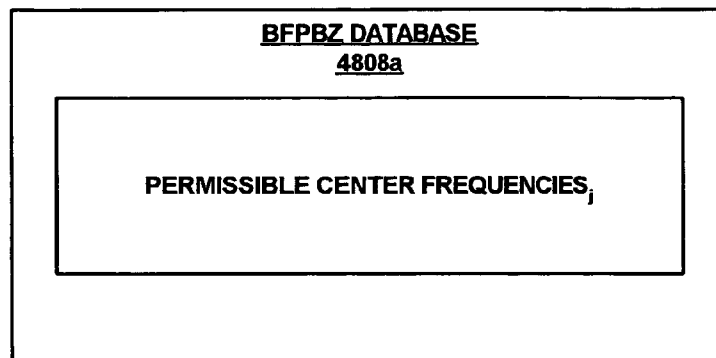 BFPBZ DATABASE
4808a
PERMISSIBLE CENTER FREQUENCIESj